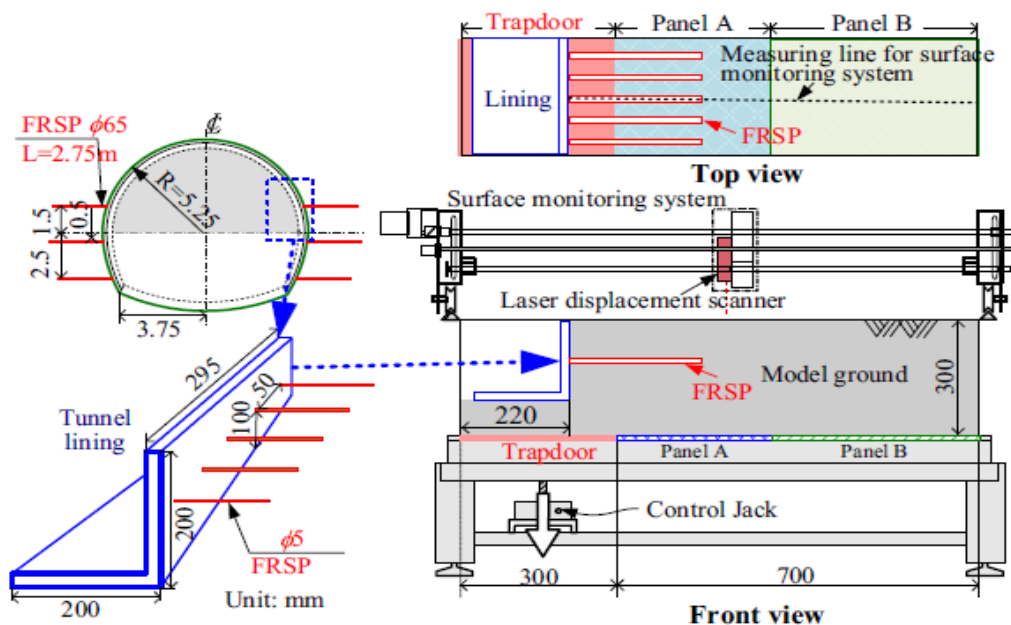 Trapdoor
Panel A
Panel B
Measuring line for surface
monitoring system
Lining
FRSP
Top view
FRSP ϕ65
L=2.75m
℄
R=5.25
1.5
0.5
2.5
3.75
Surface monitoring system
Laser displacement scanner
FRSP
Model ground
300
220
Trapdoor
Panel A
Panel B
Control Jack
300
700
Front view
295
50
100
Tunnel
lining
200
200
ϕ5
FRSP
Unit: mm